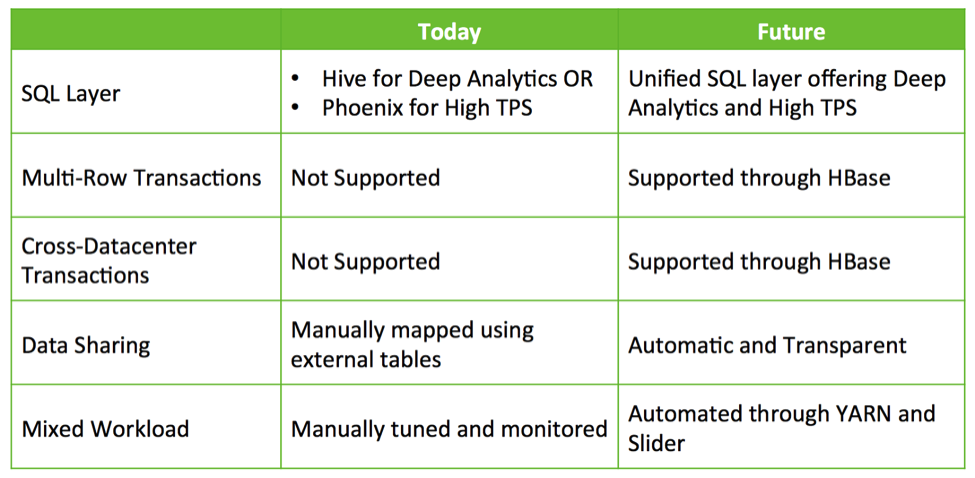 Today Future
SQL Layer
• Hive for Deep Analytics OR
• Phoenix for High TPS
Unified SQL layer offering Deep
Analytics and High TPS
Multi-Row Transactions Not Supported Supported through HBase
Cross-Datacenter
Transactions
Not Supported
Supported through HBase
Data Sharing
Manually mapped using
external tables
Automatic and Transparent
Mixed Workload
Manually tuned and monitored
Automated through YARN and
Slider